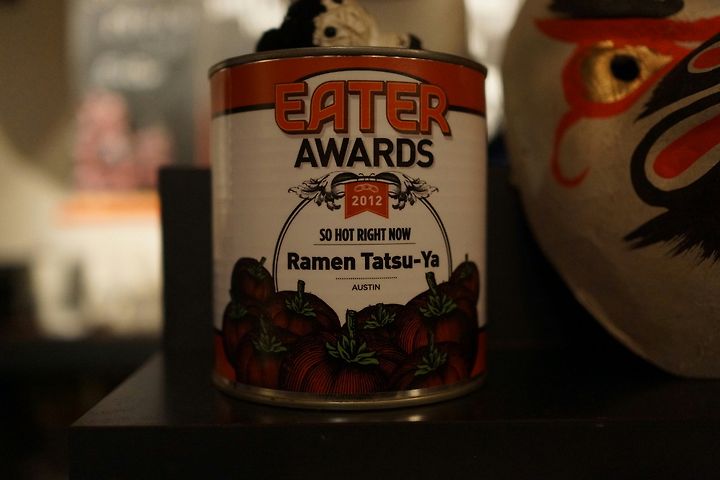 EATER
AWARDS
2012
SO HOT RIGHT NOW
Ramen Tatsu-Ya
AUSTIN